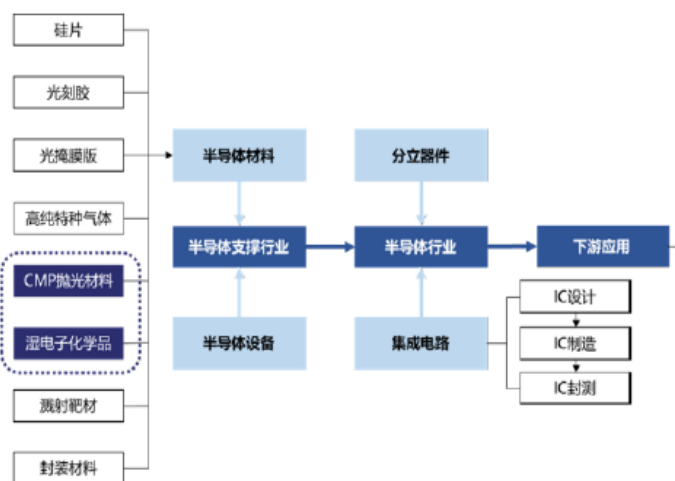 硅片
光刻胶
光掩膜版
高纯特种气体
CMP抛光材料
湿电子化学品
溅射靶材
封装材料
半导体材料
半导体支撑行业
半导体设备
分立器件
半导体行业
集成电路
下游应用
IC设计
IC制造
IC封测